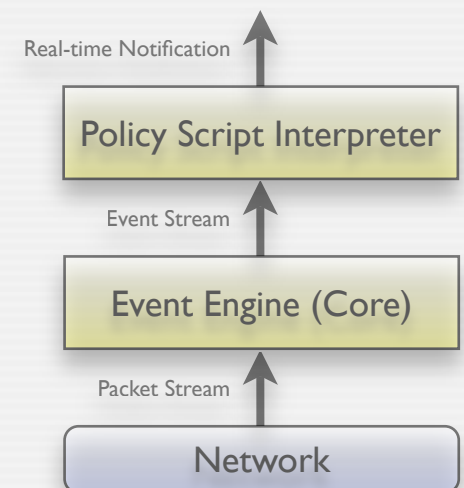 Real-time Notification
Policy Script Interpreter
Event Stream
Event Engine (Core)
Packet Stream
Network